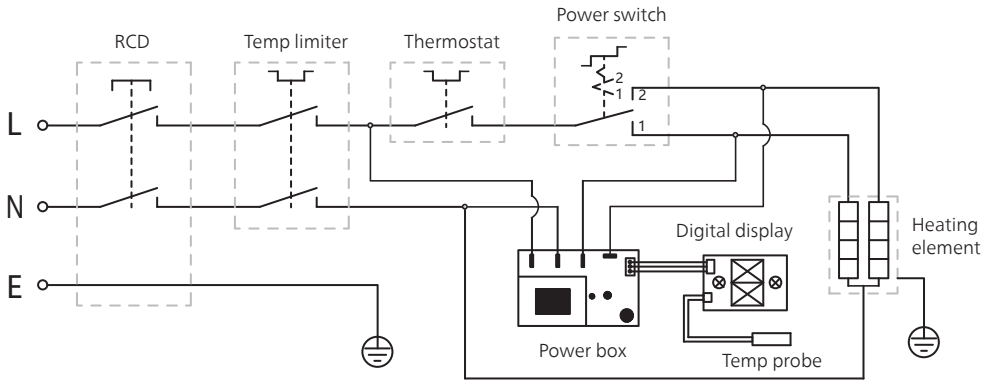 Power switch
RCD
Temp limiter
Thermostat
2
1
2
L
1
N
Digital display
Heating
element
E
Power box
Temp probe